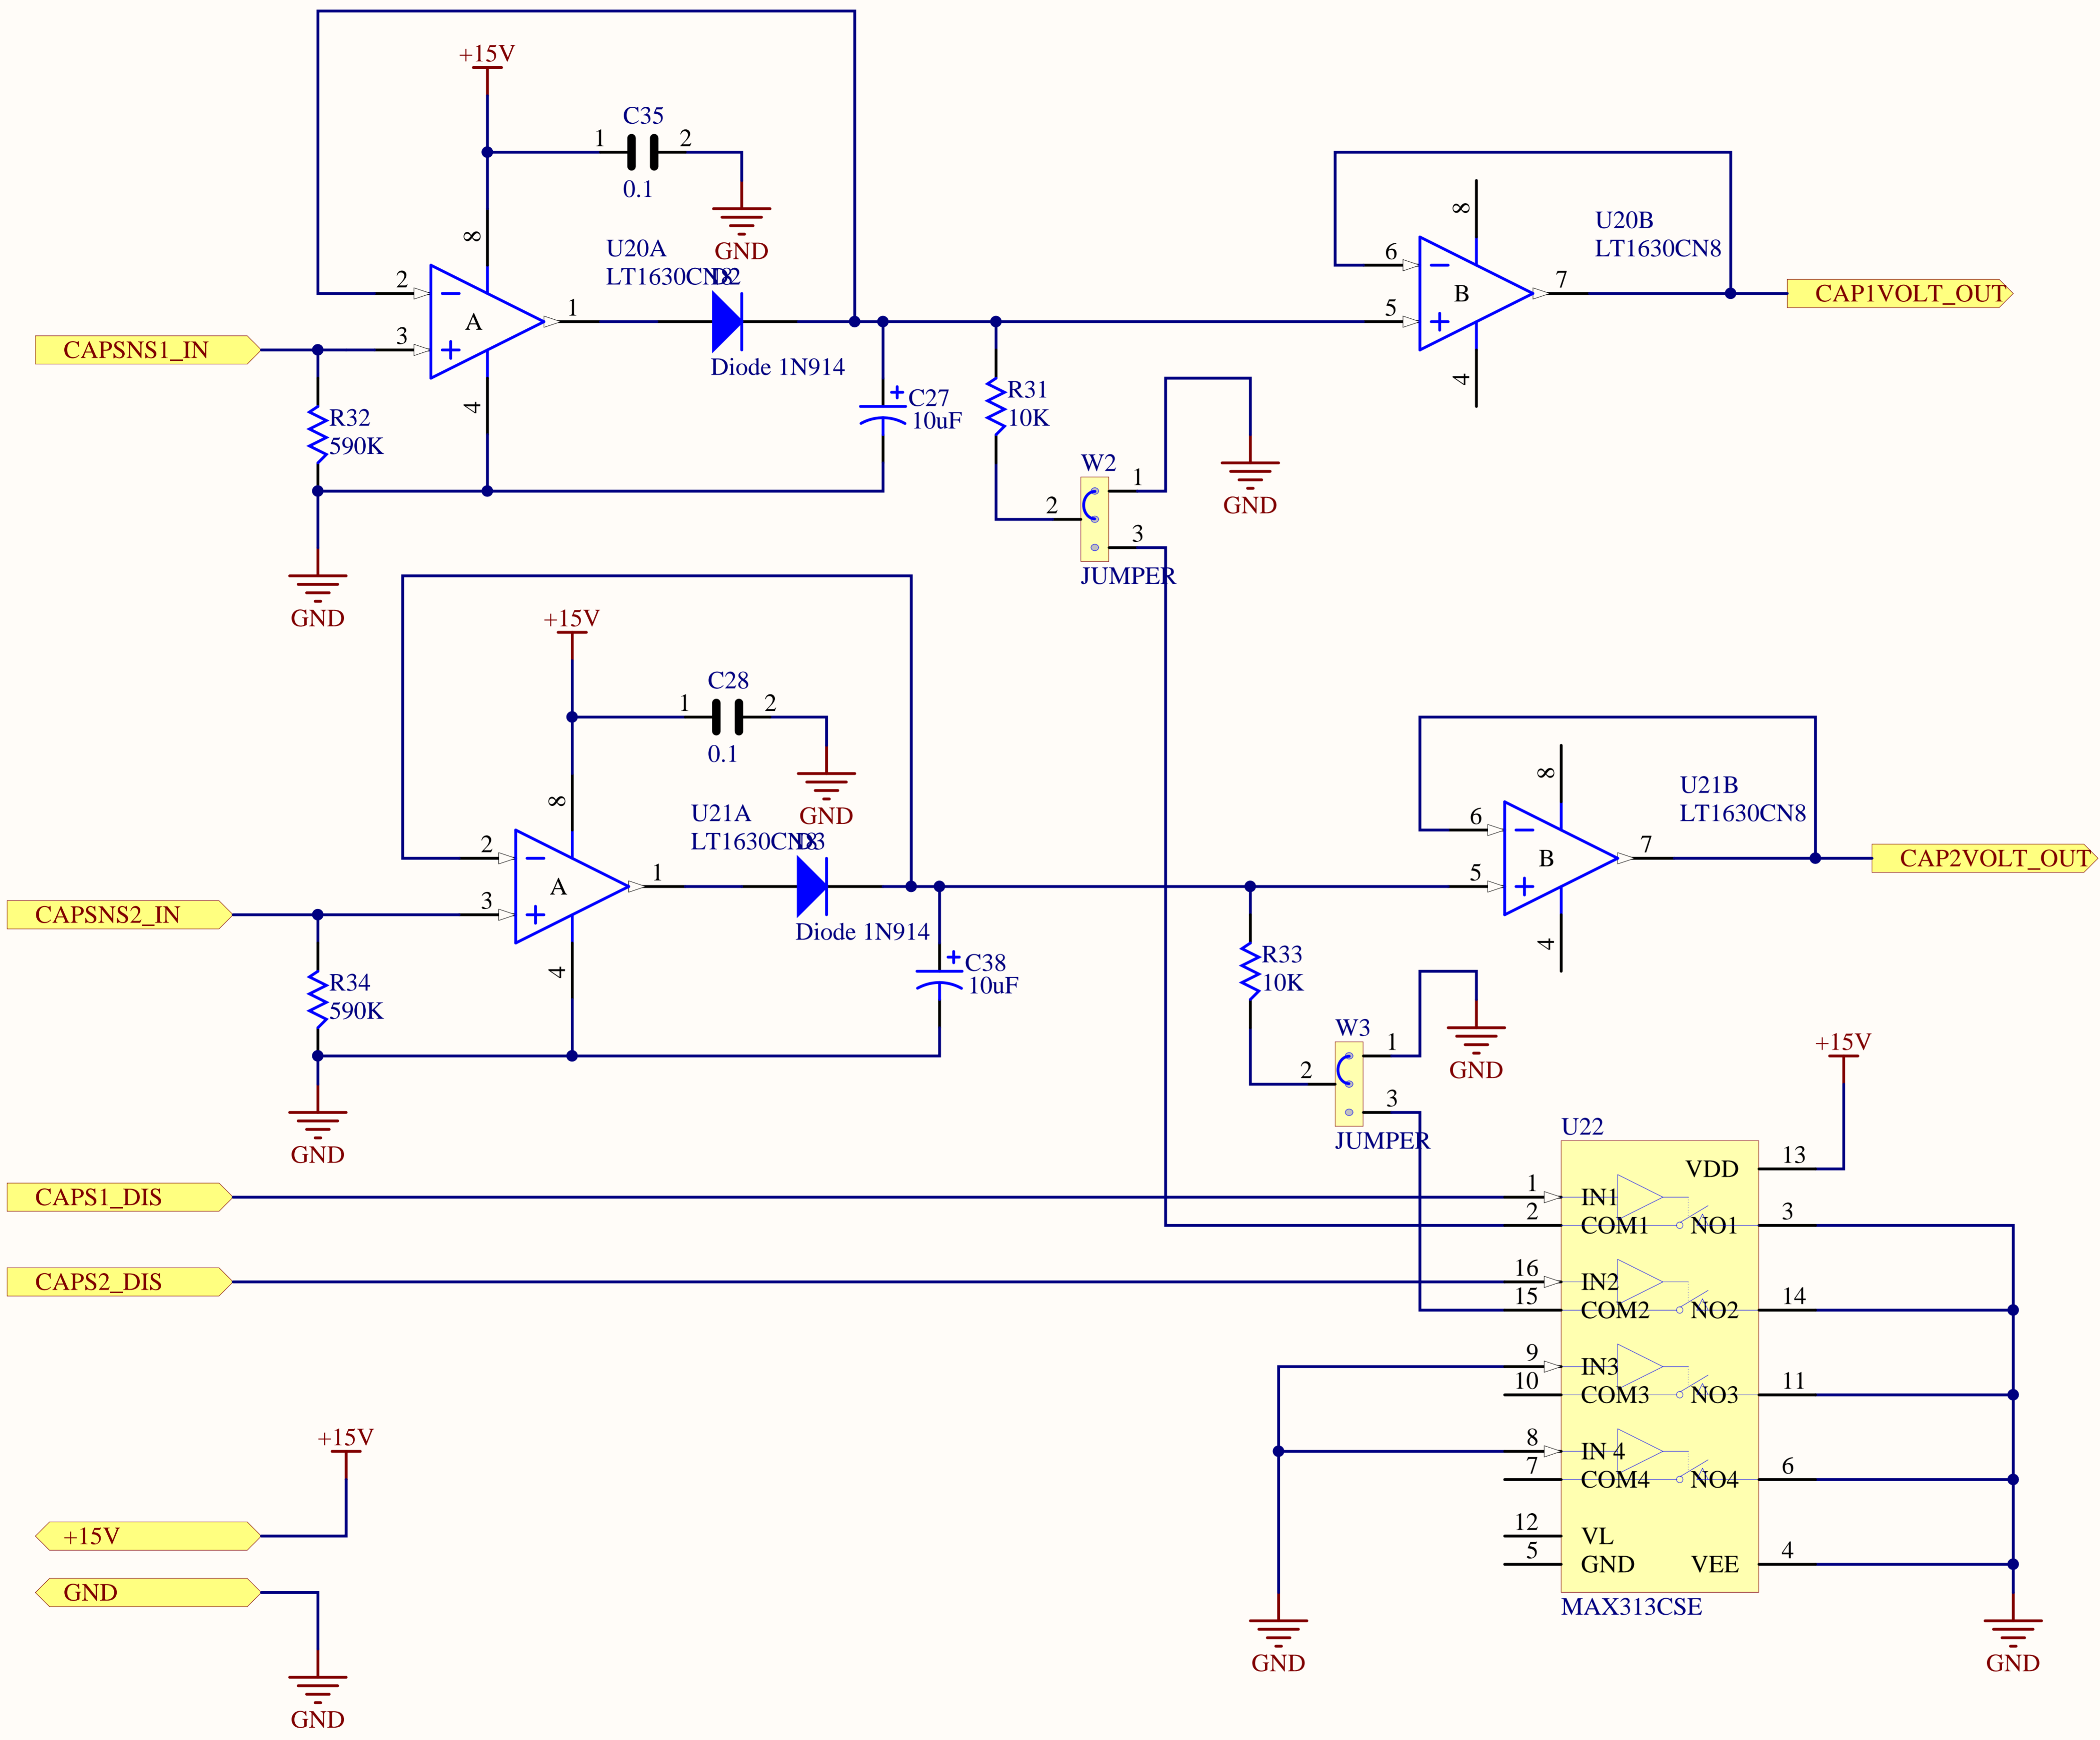 +15V
C35
1
2
0.1
GND
8
U20A
LT1630CN8
D2
2
A
1
3
4
Diode 1N914
CAPSNS1_IN
R32
590K
GND
C27
10uF
R31
10K
W2
1
2
3
JUMPER
GND
8
U20B
LT1630CN8
6
B
7
5
4
CAP1VOLT_OUT
+15V
C28
1
2
0.1
GND
8
U21A
LT1630CN8
D3
2
A
1
3
4
Diode 1N914
CAPSNS2_IN
R34
590K
GND
C38
10uF
R33
10K
W3
1
2
3
JUMPER
GND
8
U21B
LT1630CN8
6
B
7
5
4
CAP2VOLT_OUT
+15V
U22
VDD 13
CAPS1_DIS
1 IN1
2 COM1 NO1 3
CAPS2_DIS
16 IN2
15 COM2 NO2 14
9 IN3
10 COM3 NO3 11
8 IN 4
7 COM4 NO4 6
12 VL
5 GND VEE 4
MAX313CSE
GND
GND
+15V
+15V
GND
GND